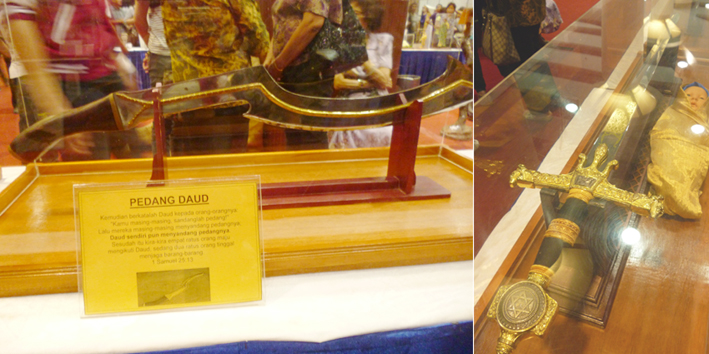 PEDANG DAUD
Kemudian berkatalah Daud kepada orang-orangnya:
"Kamu masing-masing, sandanglah pedang!"
Lalu mereka masing-masing menyandang pedangnya.
Daud sendiri pun menyandang pedangnya.
Sesudah itu kira-kira empat ratus orang maju
mengikuti Daud, sedang dua ratus orang tinggal
menjaga barang-barang.
1 Samuel 25:13